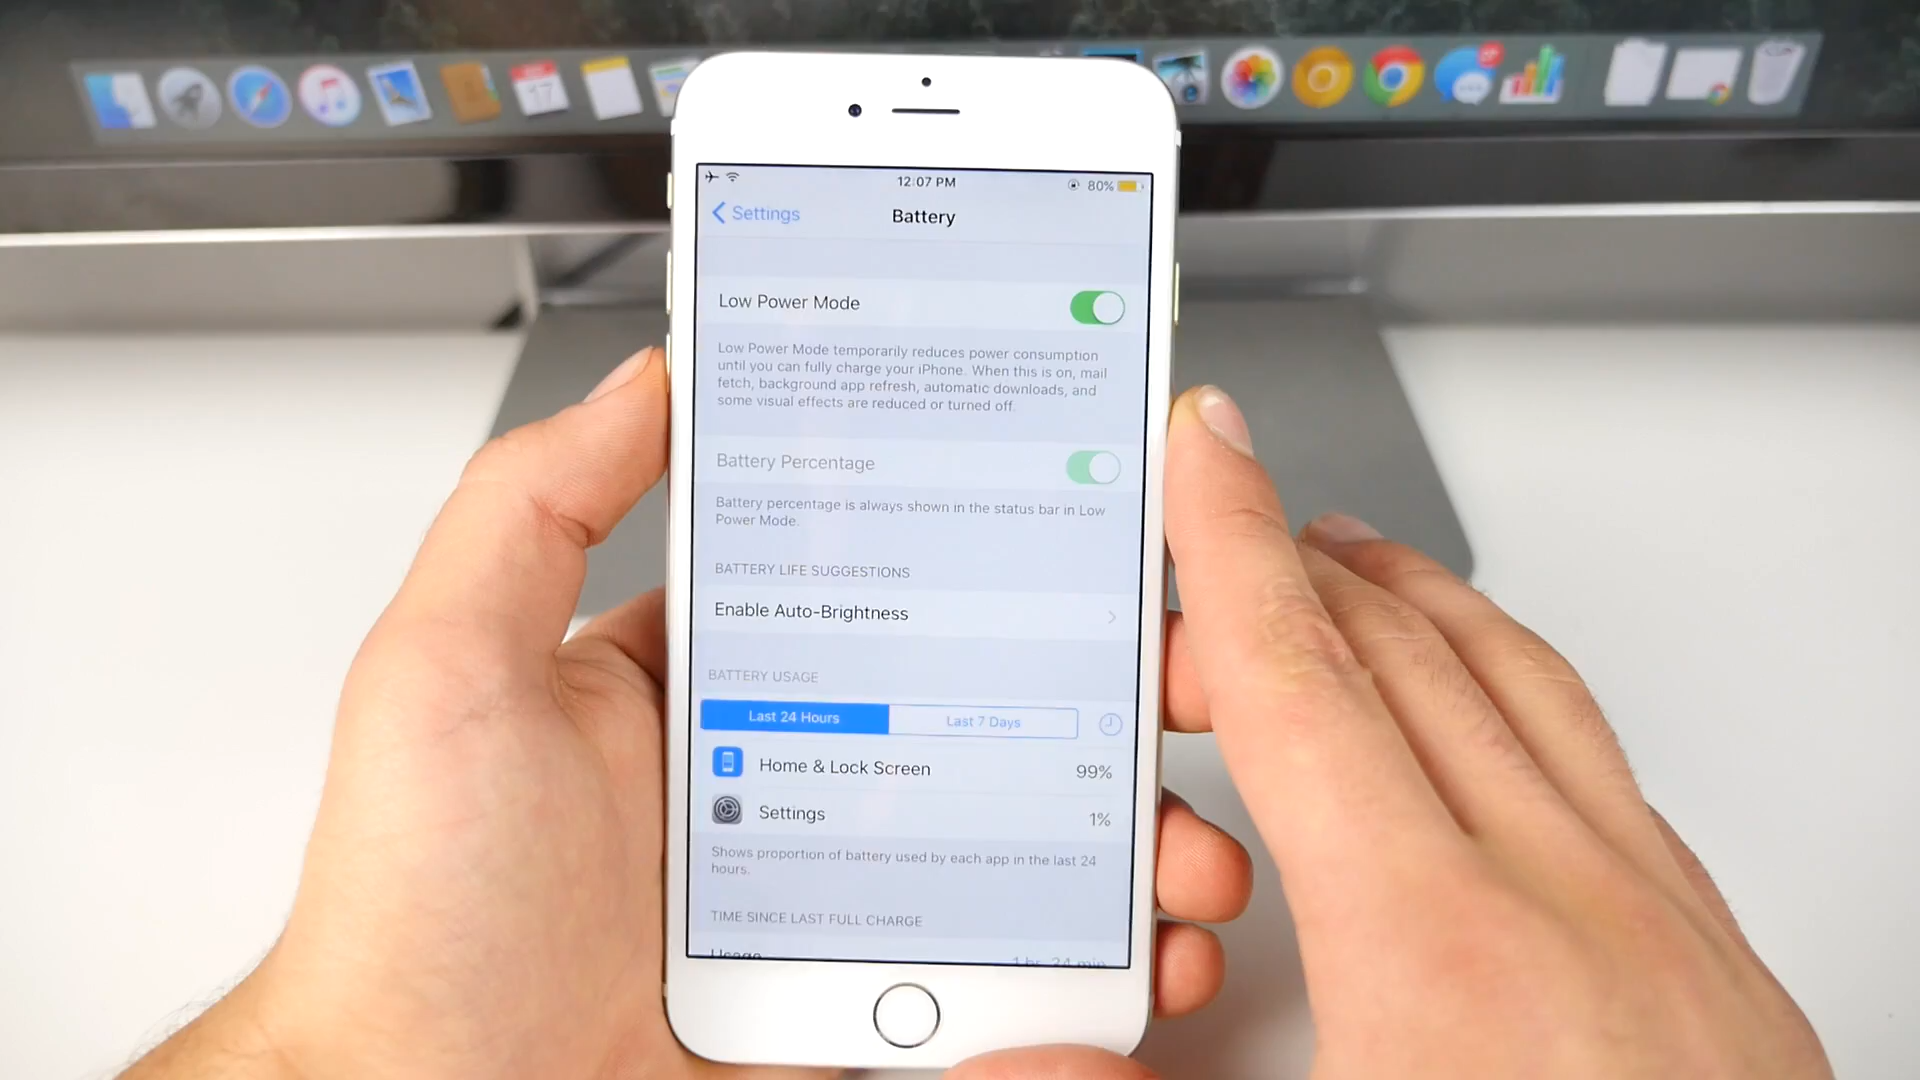 17
12:07 PM
80%
Settings
Battery
Low Power Mode
Low Power Mode temporarily reduces power consumption
until you can fully charge your iPhone. When this is on, mail
fetch, background app refresh, automatic downloads, and
some visual effects are reduced or turned off.
Battery Percentage
Battery percentage is always shown in the status bar in Low
Power Mode.
BATTERY LIFE SUGGESTIONS
Enable Auto-Brightness
BATTERY USAGE
Last 24 Hours
Last 7 Days
Home & Lock Screen 99%
Settings 1%
Shows proportion of battery used by each app in the last 24
hours.
TIME SINCE LAST FULL CHARGE
Usage 1 hr, 24 min